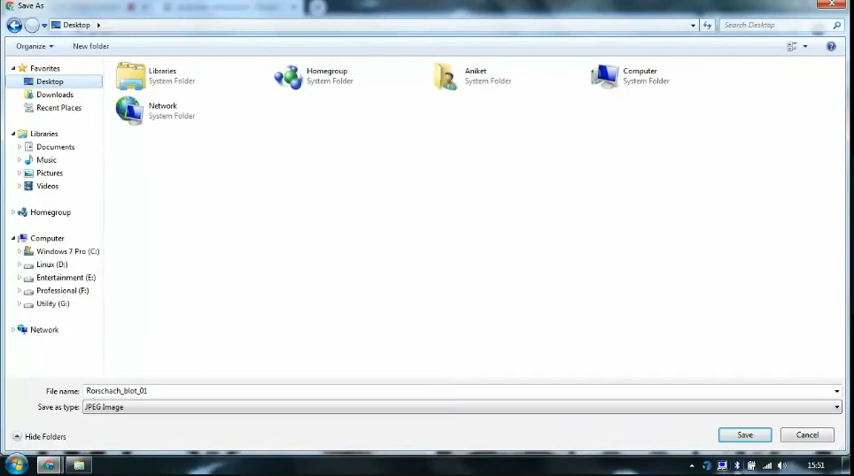 Save As
Desktop
Search Desktop
Organize
New folder
Favorites
Desktop
Downloads
Recent Places
Libraries
Documents
Music
Pictures
Videos
Homegroup
Computer
Windows 7 Pro (C:)
Linux (D:)
Entertainment (E:)
Professional (F:)
Utility (G:)
Network
Libraries
System Folder
Homegroup
System Folder
Aniket
System Folder
Computer
System Folder
Network
System Folder
File name: Rorschach_blot_01
Save as type: JPEG Image
Hide Folders
Save
Cancel
15:51